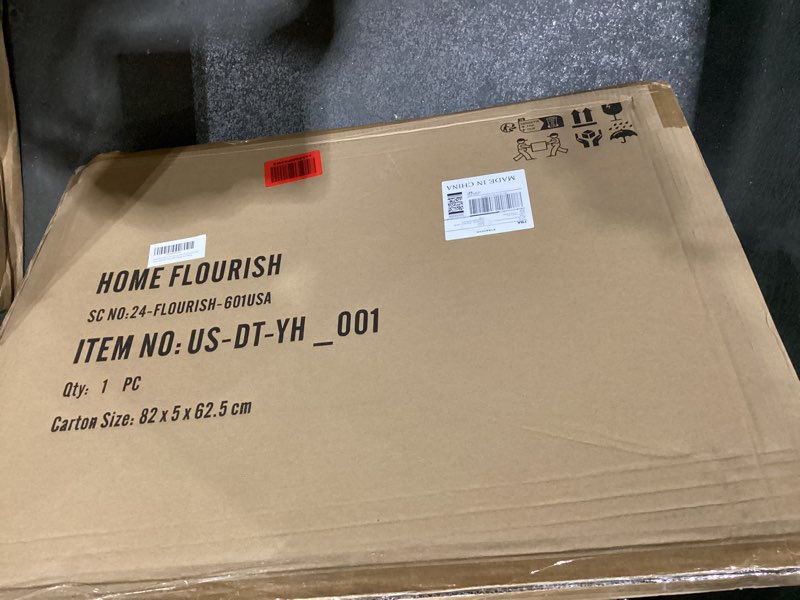 MADE IN CHINA
FBA
HOME FLOURISH
SC NO:24-FLOURISH-601USA
ITEM NO: US-DT-YH _001
Qty: 1 PC
Carton Size: 82 x 5 x 62.5 cm